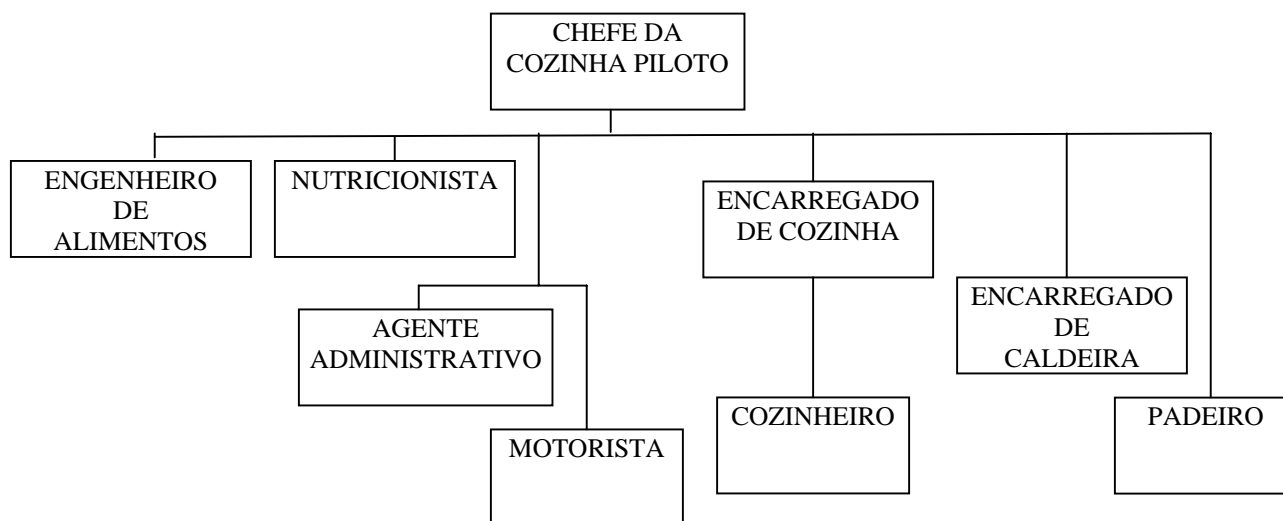 CHEFE DA
COZINHA PILOTO
ENGENHEIRO
DE
ALIMENTOS
NUTRICIONISTA
ENCARREGADO
DE COZINHA
ENCARREGADO
DE
CALDEIRA
AGENTE
ADMINISTRATIVO
COZINHEIRO
PADEIRO
MOTORISTA